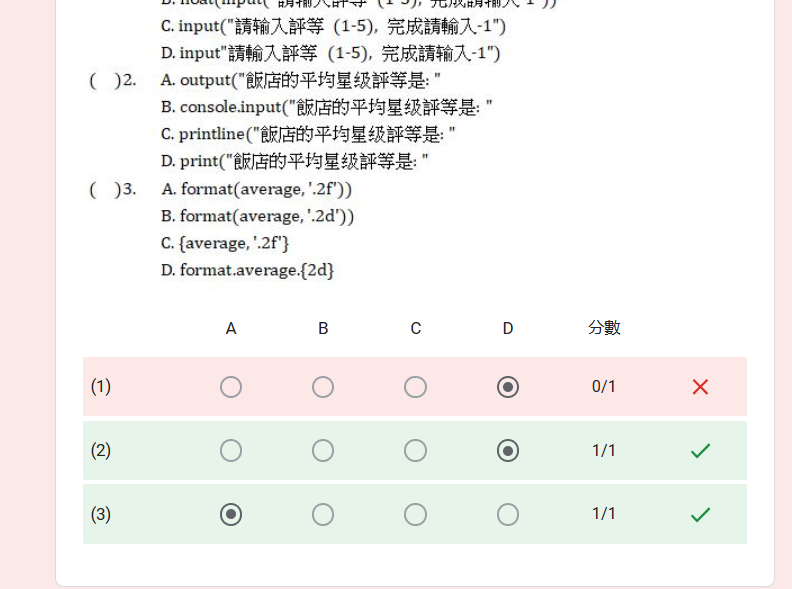 C. input("請輸入評等 (1-5), 完成請輸入-1")
D. input"請輸入評等 (1-5), 完成請输入-1")
( )2. A. output("飯店的平均星级評等是: "
B. console.input("飯店的平均星级評等是: "
C. printline("飯店的平均星级評等是: "
D. print("飯店的平均星级評等是: "
( )3. A. format(average, '.2f'))
B. format(average, '.2d'))
C. {average, '.2f'}
D. format.average.{2d}
A B C D 分數
(1) 0/1
(2) 1/1
(3) 1/1